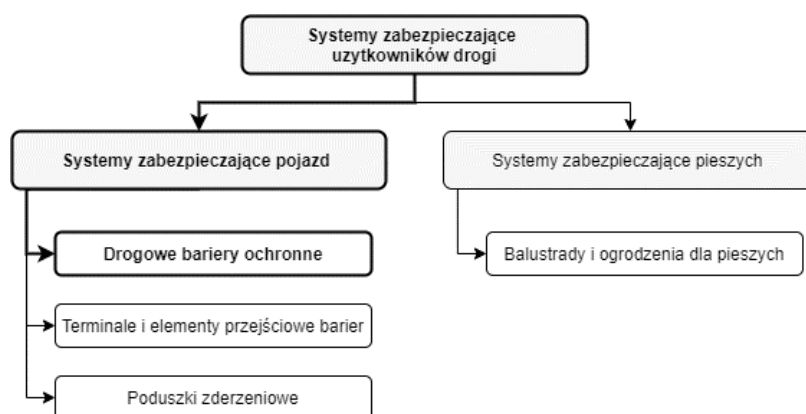 Systemy zabezpieczające
uzytkowników drogi
Systemy zabezpieczające pojazd
Systemy zabezpieczające pieszych
Drogowe bariery ochronne
Balustrady i ogrodzenia dla pieszych
Terminale i elementy przejściowe barier
Poduszki zderzeniowe